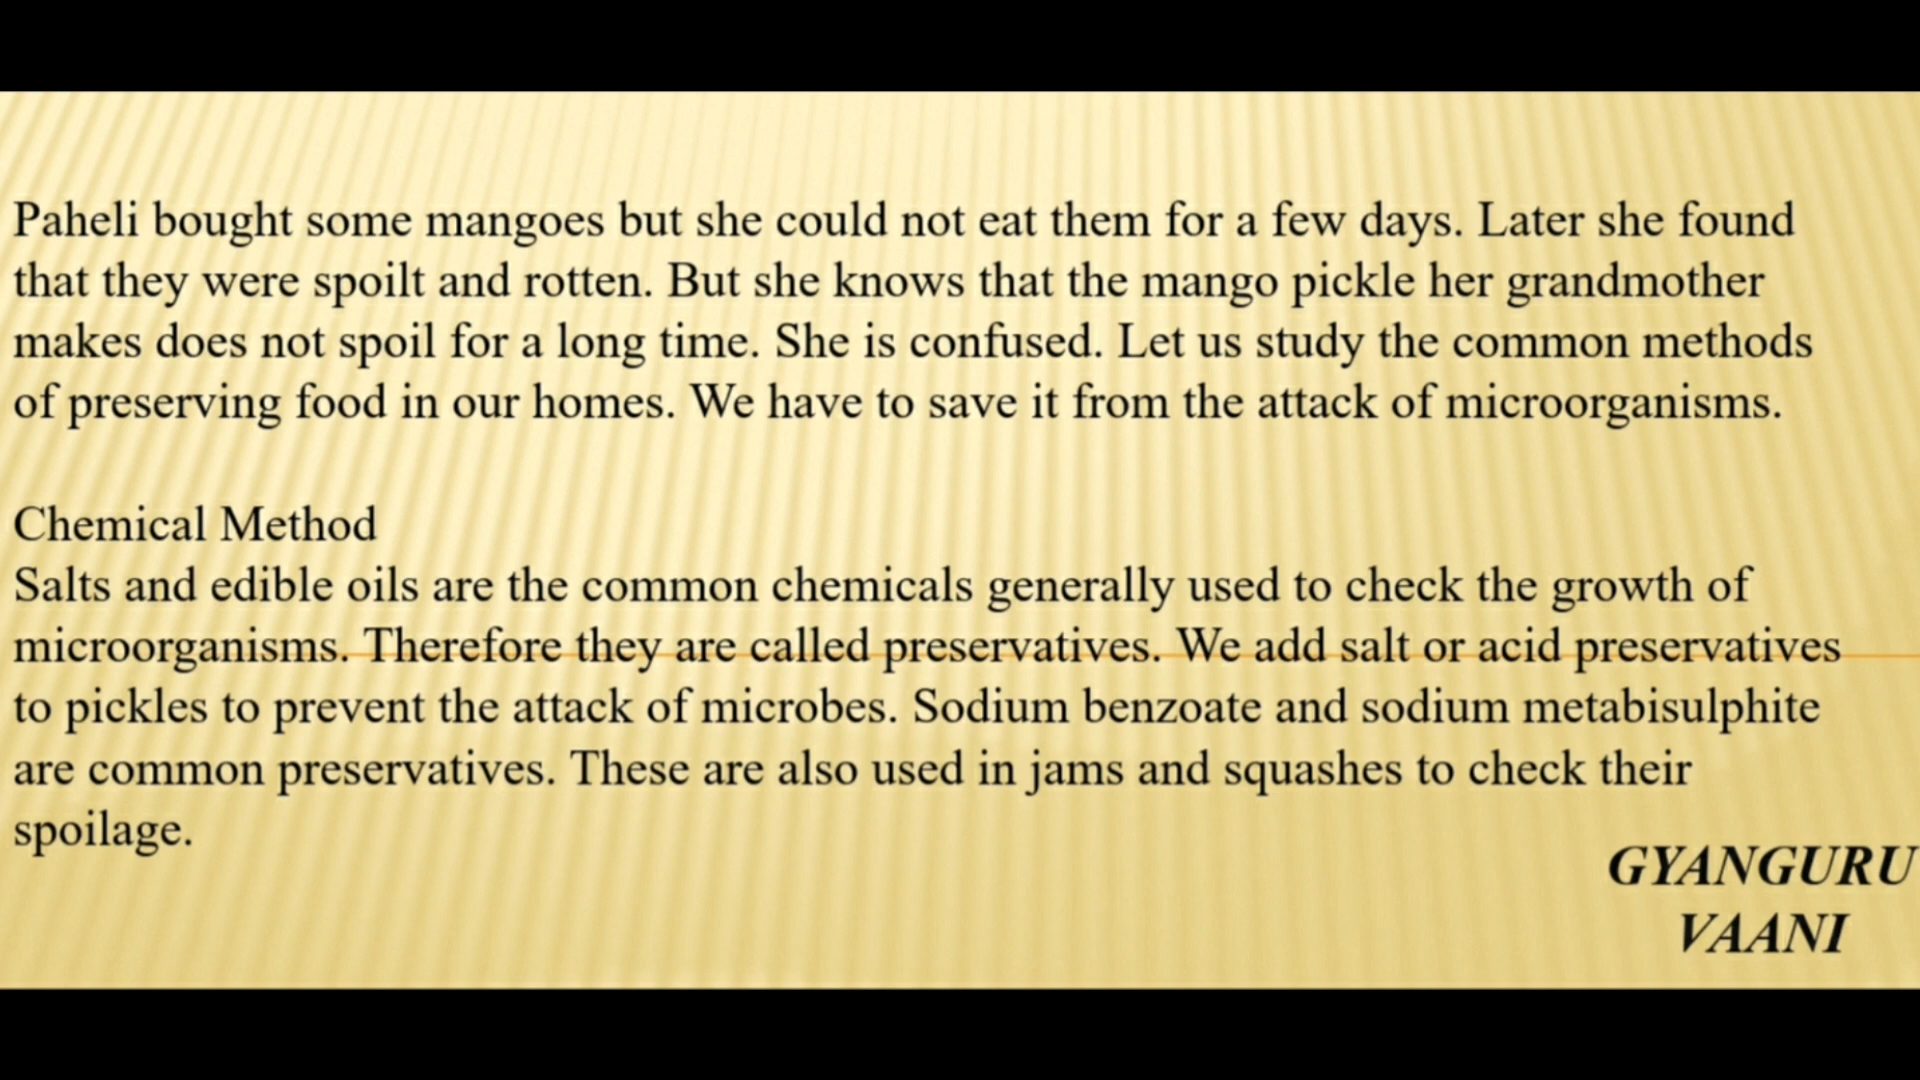 Paheli bought some mangoes but she could not eat them for a few days. Later she found
that they were spoilt and rotten. But she knows that the mango pickle her grandmother
makes does not spoil for a long time. She is confused. Let us study the common methods
of preserving food in our homes. We have to save it from the attack of microorganisms.
Chemical Method
Salts and edible oils are the common chemicals generally used to check the growth of
microorganisms. Therefore they are called preservatives. We add salt or acid preservatives
to pickles to prevent the attack of microbes. Sodium benzoate and sodium metabisulphite
are common preservatives. These are also used in jams and squashes to check their
spoilage.
GYANGURU
VAANI